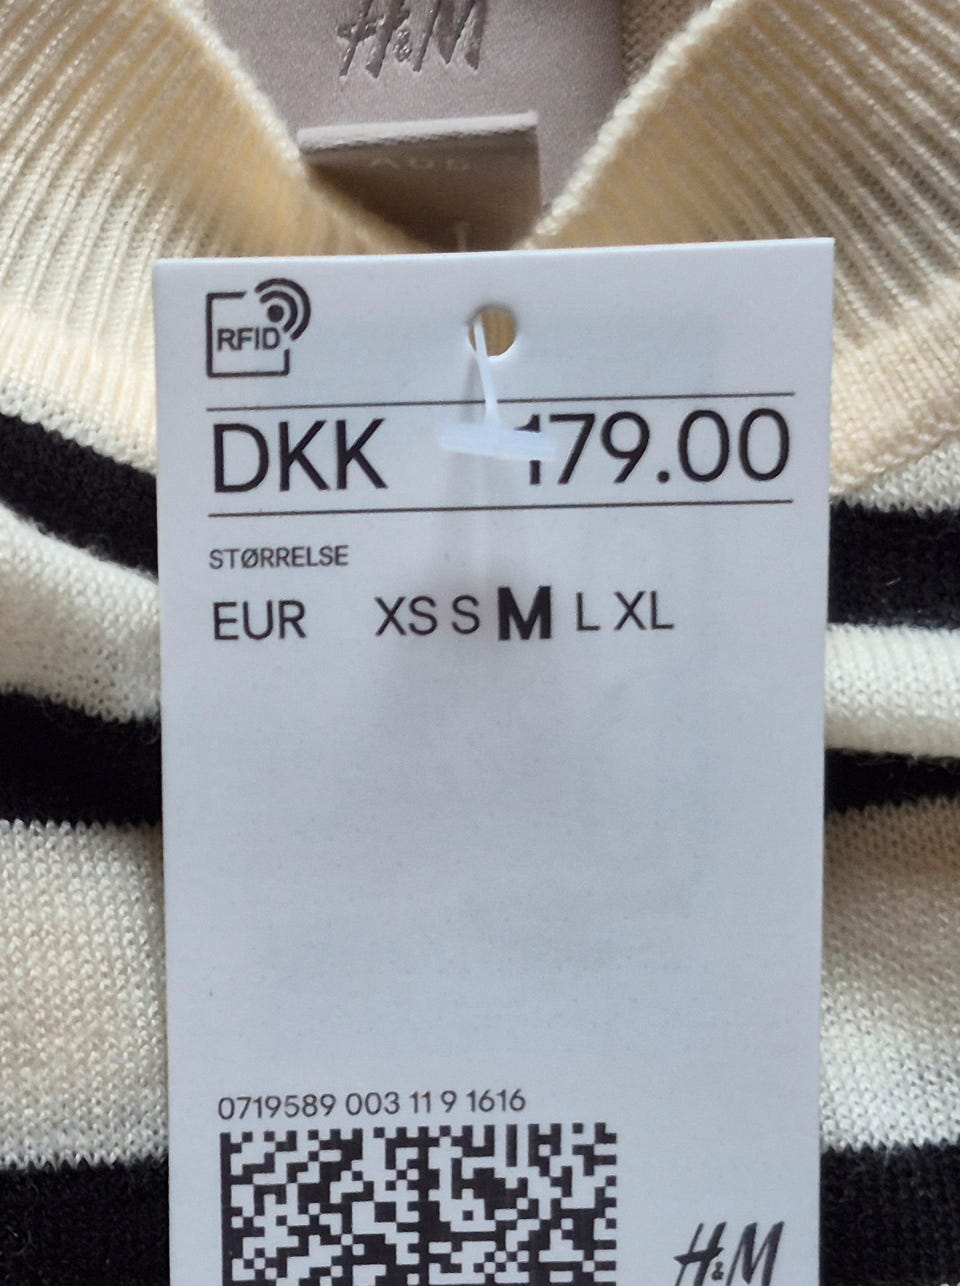 H&M
RFID
DKK 179.00
STØRRELSE
EUR XS S M L XL
0719589 003 11 9 1616
H&M